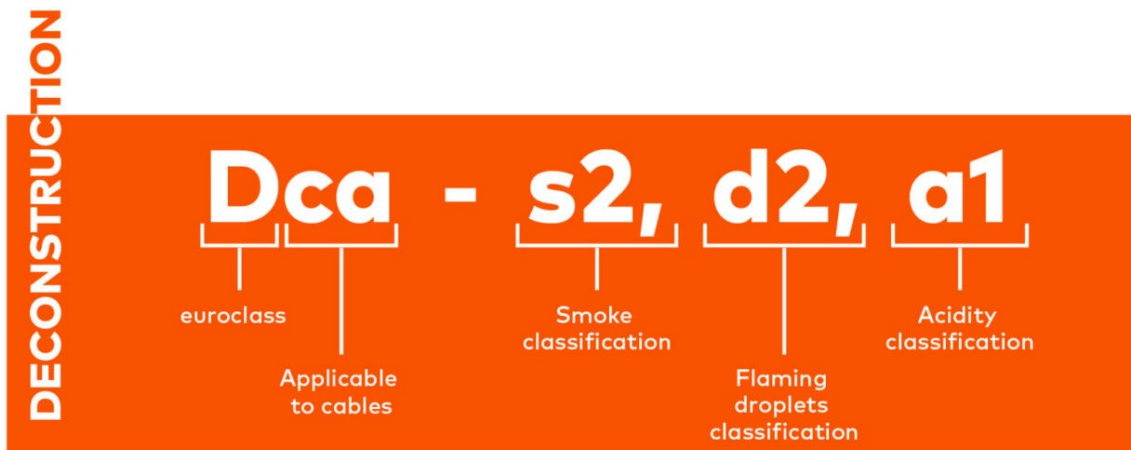 DECONSTRUCTION
Dca - s2, d2, a1
euroclass
Applicable
to cables
Smoke
classification
Flaming
droplets
classification
Acidity
classification